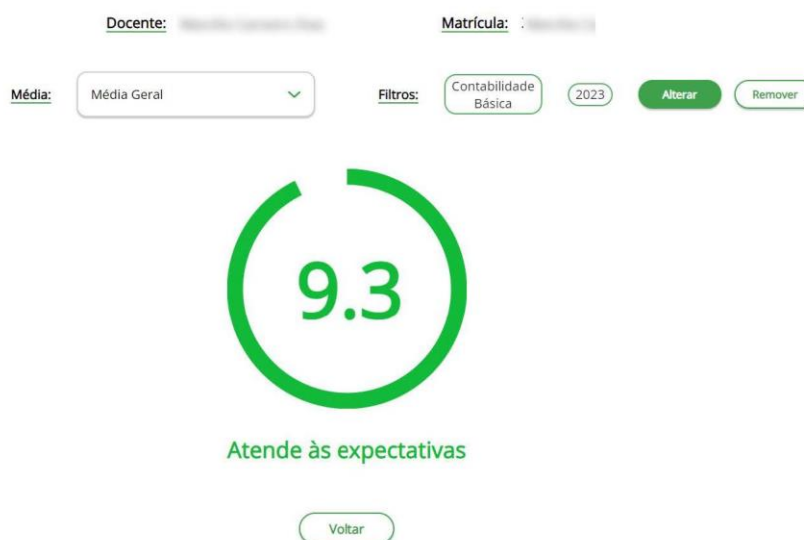 Docente: Matrícula:
Média: Média Geral Filtros: Contabilidade Básica 2023 Alterar Remover
9.3
Atende às expectativas
Voltar